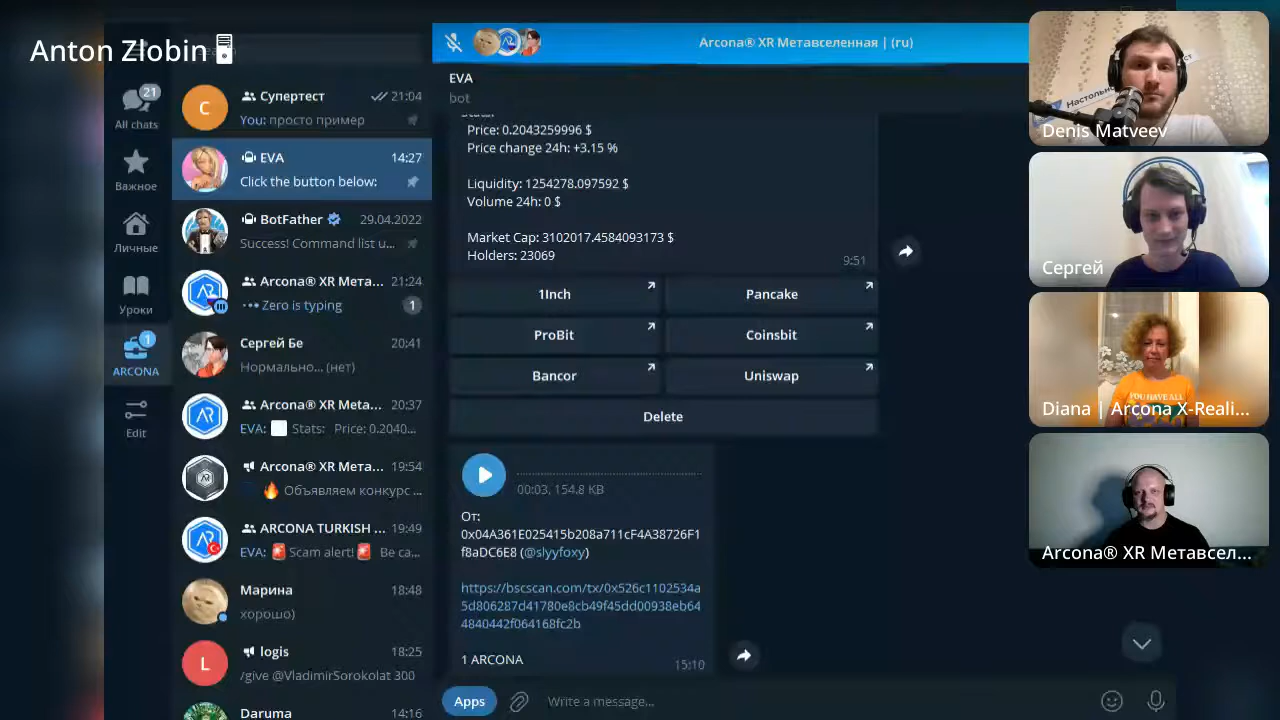 Anton Zlobin
21
All chats
Важное
Личные
Уроки
1
ARCONA
Edit
Супертест
21:04
You: просто пример
EVA
14:27
Click the button below:
BotFather
29.04.2022
Success! Command list u...
Arcona® XR Мета...
21:24
Zero is typing
1
Сергей Бе
20:41
Нормально... (нет)
Arcona® XR Meta...
20:37
EVA: Stats: Price: 0.2040...
Arcona® XR Мета...
19:54
Объявляем конкурс ...
ARCONA TURKISH ...
19:49
EVA: Scam alert! Be ca...
Марина
18:48
хорошо)
logis
18:25
/give @VladimirSorokolat 300
Daruma
14:16
Arcona® XR Метавселенная | (ru)
EVA
bot
Price: 0.2043259996 $
Price change 24h: +3.15 %
Liquidity: 1254278.097592 $
Volume 24h: 0 $
Market Cap: 3102017.4584093173 $
Holders: 23069
9:51
1Inch
Pancake
ProBit
Coinsbit
Bancor
Uniswap
Delete
00:03, 154.8 KB
От:
0x04A361E025415b208a711cF4A38726F1
f8aDC6E8 (@slyyfoxy)
https://bscscan.com/tx/0x526c1102534a
5d806287d41780e8cb49f45dd00938eb64
4840442f064168fc2b
1 ARCONA
15:10
Apps
Write a message...
Настольн
Denis Matveev
Сергей
YOU HAVE ALL
Diana | Arcona X-Reali...
Arcona® XR Метавсел...